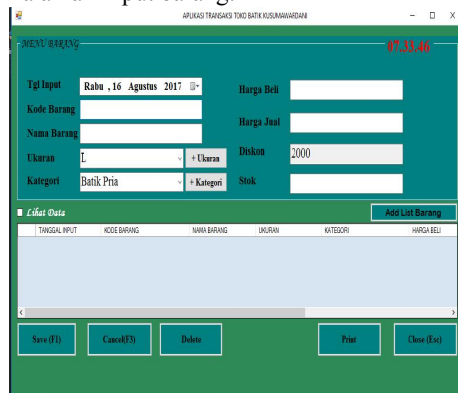 APLIKASI TRANSAKSI TOKO BATIK KUSUMAWARDANI
MENU BARANG
07.33.46
Tgl Input Rabu , 16 Agustus 2017
Harga Beli
Kode Barang
Harga Jual
Nama Barang
Ukuran L + Ukuran
Diskon 2000
Kategori Batik Pria + Kategori
Stok
Lihat Data
Add List Barang
TANGGAL INPUT KODE BARANG NAMA BARANG UKURAN KATEGORI HARGA BELI
Save (F1) Cancel(F3) Delete Print Close (Esc)